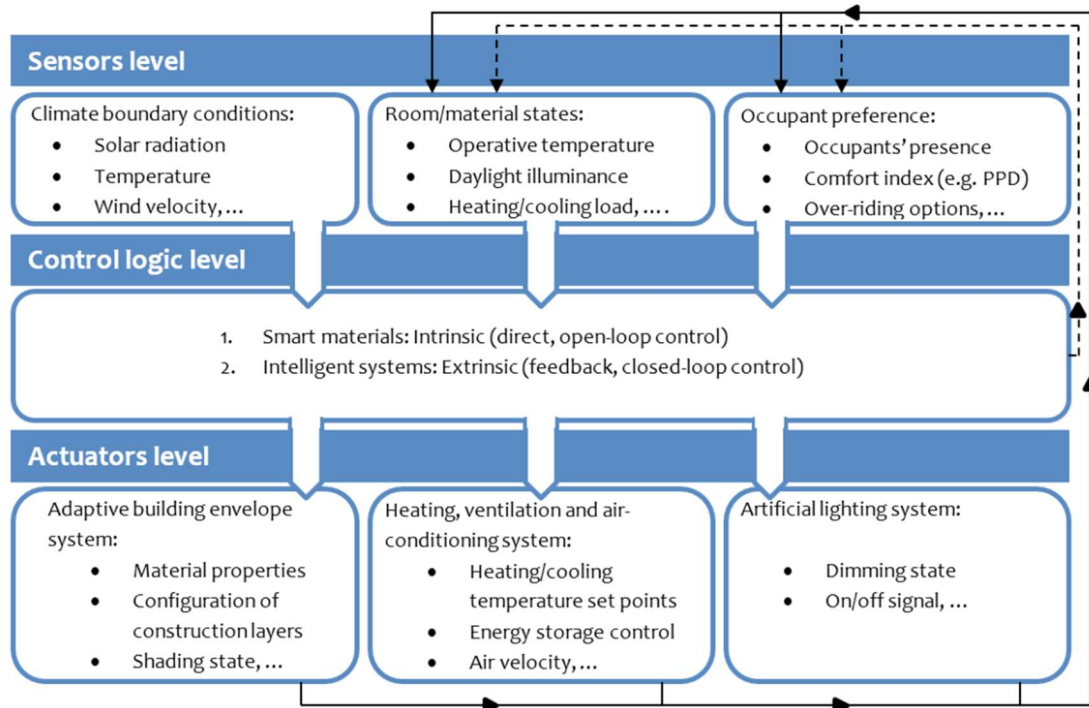 Sensors level
Climate boundary conditions:
• Solar radiation
• Temperature
• Wind velocity, ...
Room/material states:
• Operative temperature
• Daylight illuminance
• Heating/cooling load, ... .
Occupant preference:
• Occupants' presence
• Comfort index (e.g. PPD)
• Over-riding options, ...
Control logic level
1. Smart materials: Intrinsic (direct, open-loop control)
2. Intelligent systems: Extrinsic (feedback, closed-loop control)
Actuators level
Adaptive building envelope
system:
• Material properties
• Configuration of
construction layers
• Shading state, ...
Heating, ventilation and air-
conditioning system:
• Heating/cooling
temperature set points
• Energy storage control
• Air velocity, ...
Artificial lighting system:
• Dimming state
• On/off signal, ...